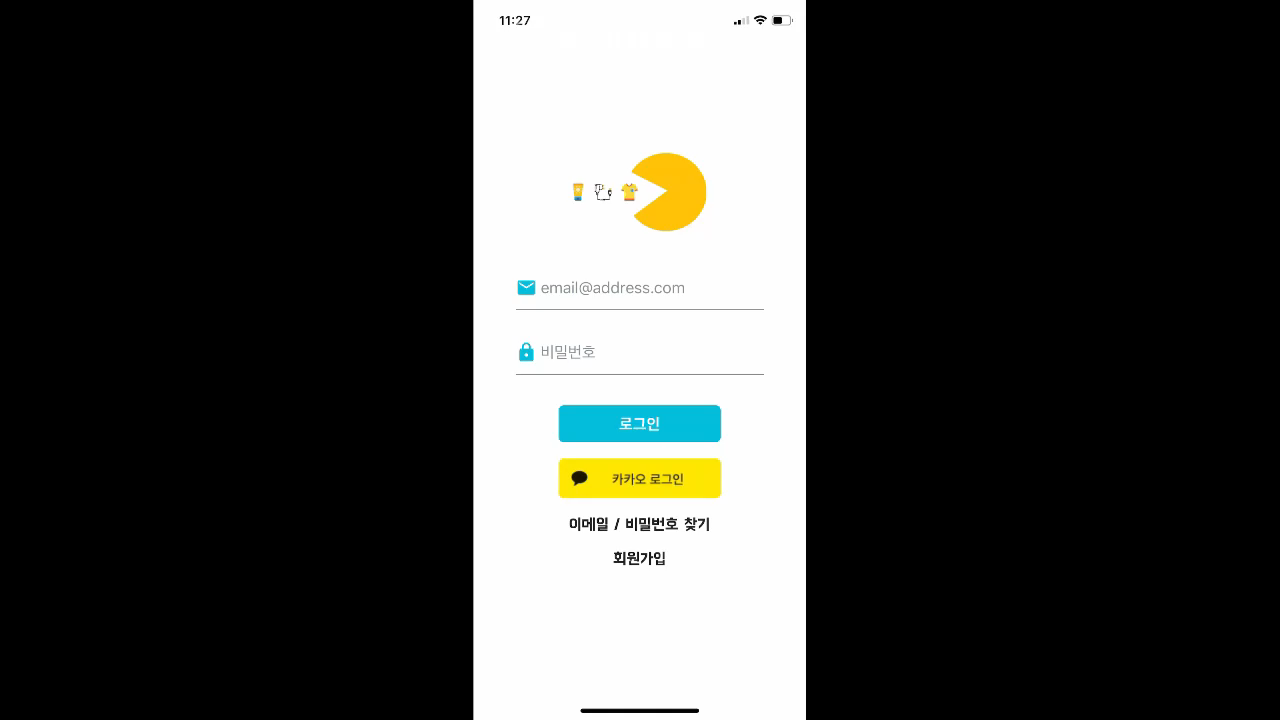 11:27
email@address.com
비밀번호
로그인
카카오 로그인
이메일 / 비밀번호 찾기
회원가입